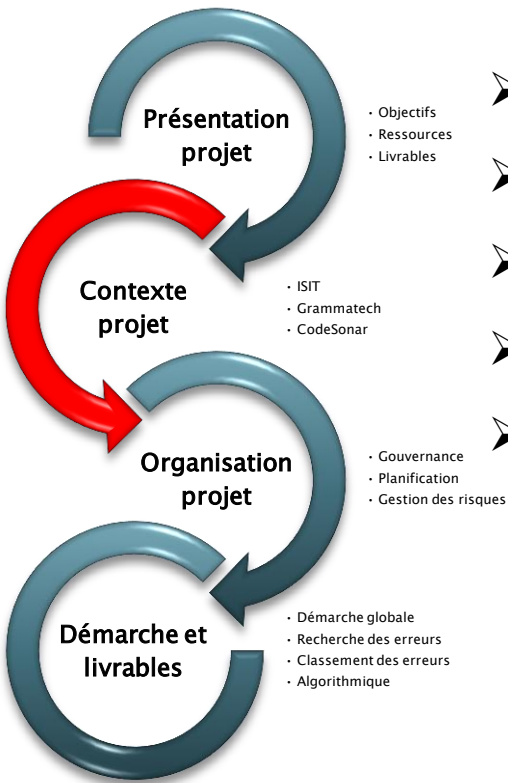 Présentation
projet
· Objectifs
· Ressources
· Livrables
Contexte
projet
· ISIT
· Grammatech
· CodeSonar
Organisation
projet
· Gouvernance
· Planification
· Gestion des risques
Démarche et
livrables
· Démarche globale
· Recherche des erreurs
· Classement des erreurs
· Algorithmique